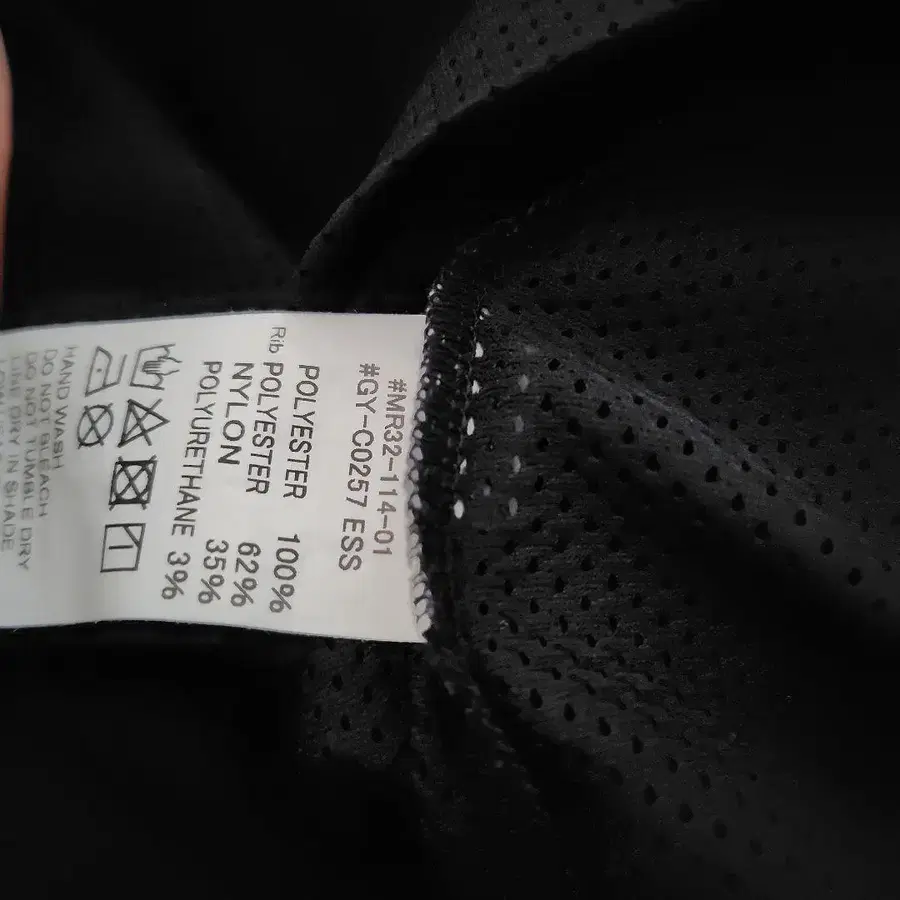 #MR32-114-01
#GY-C0257 ESS
POLYESTER 100%
Rib POLYESTER 62%
NYLON 35%
POLYURETHANE 3%
HAND WASH
DO NOT BLEACH
DO NOT TUMBLE DRY
LINE DRY IN SHADE